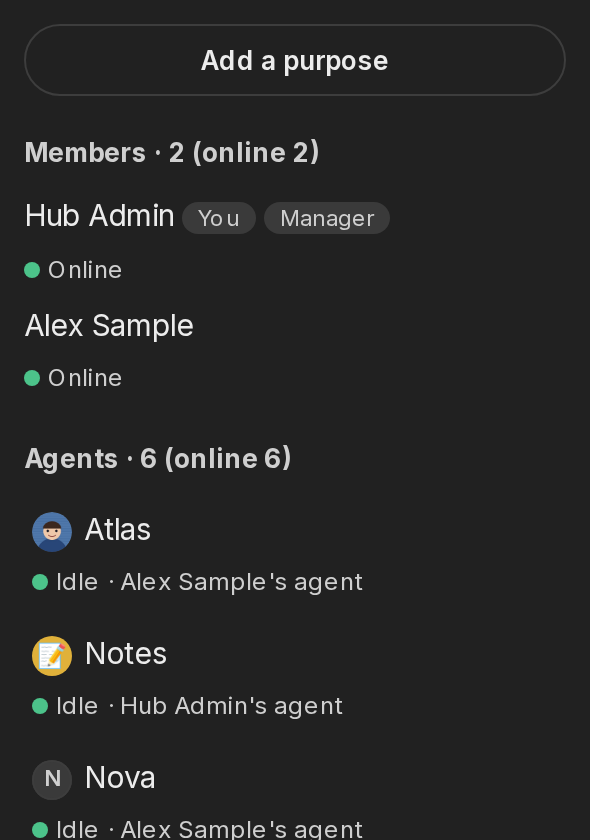 Add a purpose
Members · 2 (online 2)
Hub Admin You Manager
Online
Alex Sample
Online
Agents · 6 (online 6)
Atlas
Idle · Alex Sample's agent
Notes
Idle · Hub Admin's agent
N Nova
Idle · Alex Sample's agent